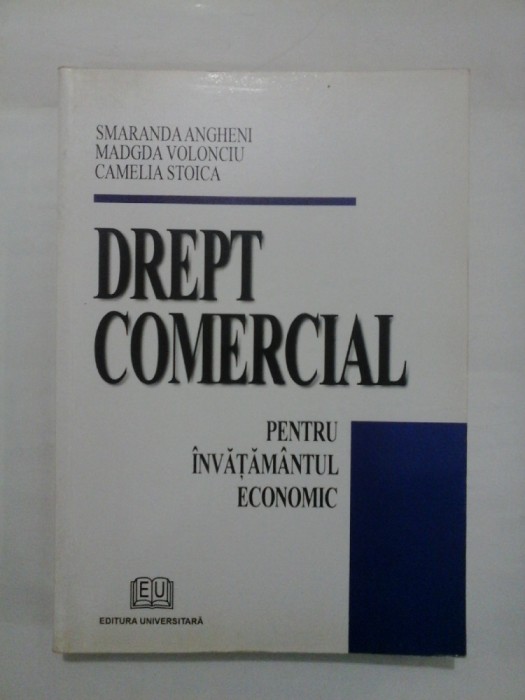 SMARANDA ANGHENI
MADGDA VOLONCIU
CAMELIA STOICA
DREPT
COMERCIAL
PENTRU
ÎNVĂȚĂMÂNTUL
ECONOMIC
EU
EDITURA UNIVERSITARĂ